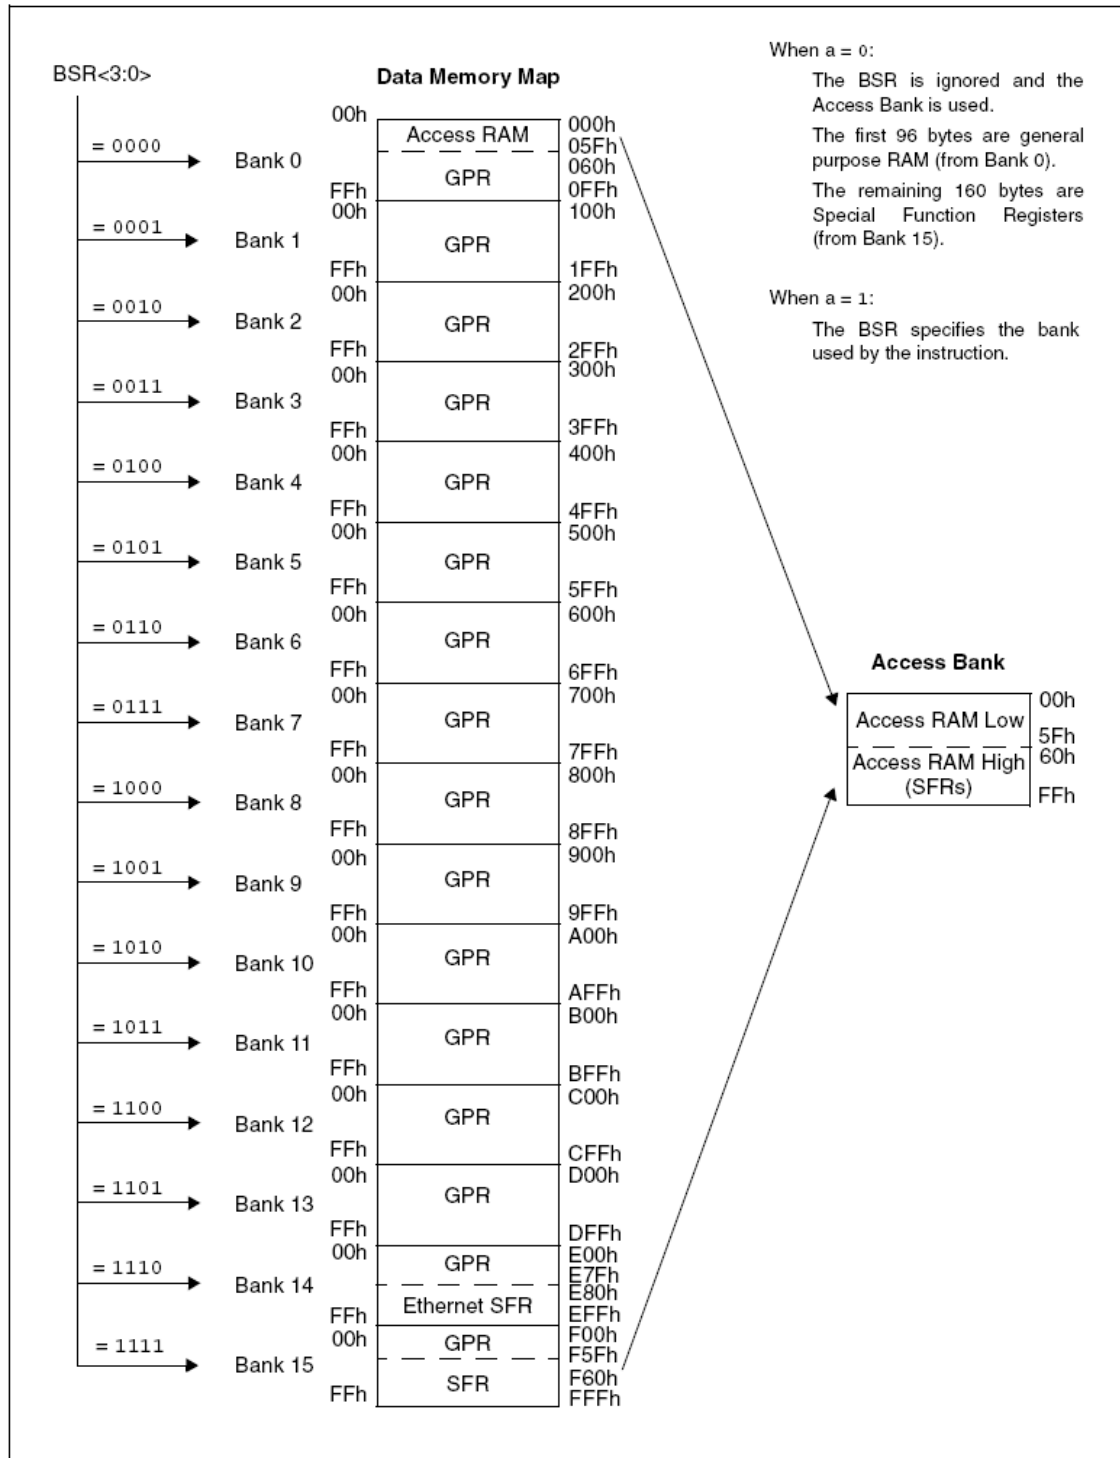 BSR<3:0>
Data Memory Map
When a = 0:
The BSR is ignored and the
Access Bank is used.
The first 96 bytes are general
purpose RAM (from Bank 0).
The remaining 160 bytes are
Special Function Registers
(from Bank 15).
When a = 1:
The BSR specifies the bank
used by the instruction.
= 0000
Bank 0
00h
Access RAM
000h
05Fh
060h
GPR
FFh
0FFh
= 0001
Bank 1
00h
100h
GPR
FFh
1FFh
= 0010
Bank 2
00h
200h
GPR
FFh
2FFh
= 0011
Bank 3
00h
300h
GPR
FFh
3FFh
= 0100
Bank 4
00h
400h
GPR
FFh
4FFh
= 0101
Bank 5
00h
500h
GPR
FFh
5FFh
= 0110
Bank 6
00h
600h
GPR
FFh
6FFh
= 0111
Bank 7
00h
700h
GPR
FFh
7FFh
= 1000
Bank 8
00h
800h
GPR
FFh
8FFh
= 1001
Bank 9
00h
900h
GPR
FFh
9FFh
= 1010
Bank 10
00h
A00h
GPR
FFh
AFFh
= 1011
Bank 11
00h
B00h
GPR
FFh
BFFh
= 1100
Bank 12
00h
C00h
GPR
FFh
CFFh
= 1101
Bank 13
00h
D00h
GPR
FFh
DFFh
= 1110
Bank 14
00h
E00h
GPR
E7Fh
E80h
Ethernet SFR
FFh
EFFh
= 1111
Bank 15
00h
F00h
GPR
F5Fh
F60h
SFR
FFh
FFFh
Access Bank
00h
Access RAM Low
5Fh
60h
Access RAM High
(SFRs)
FFh